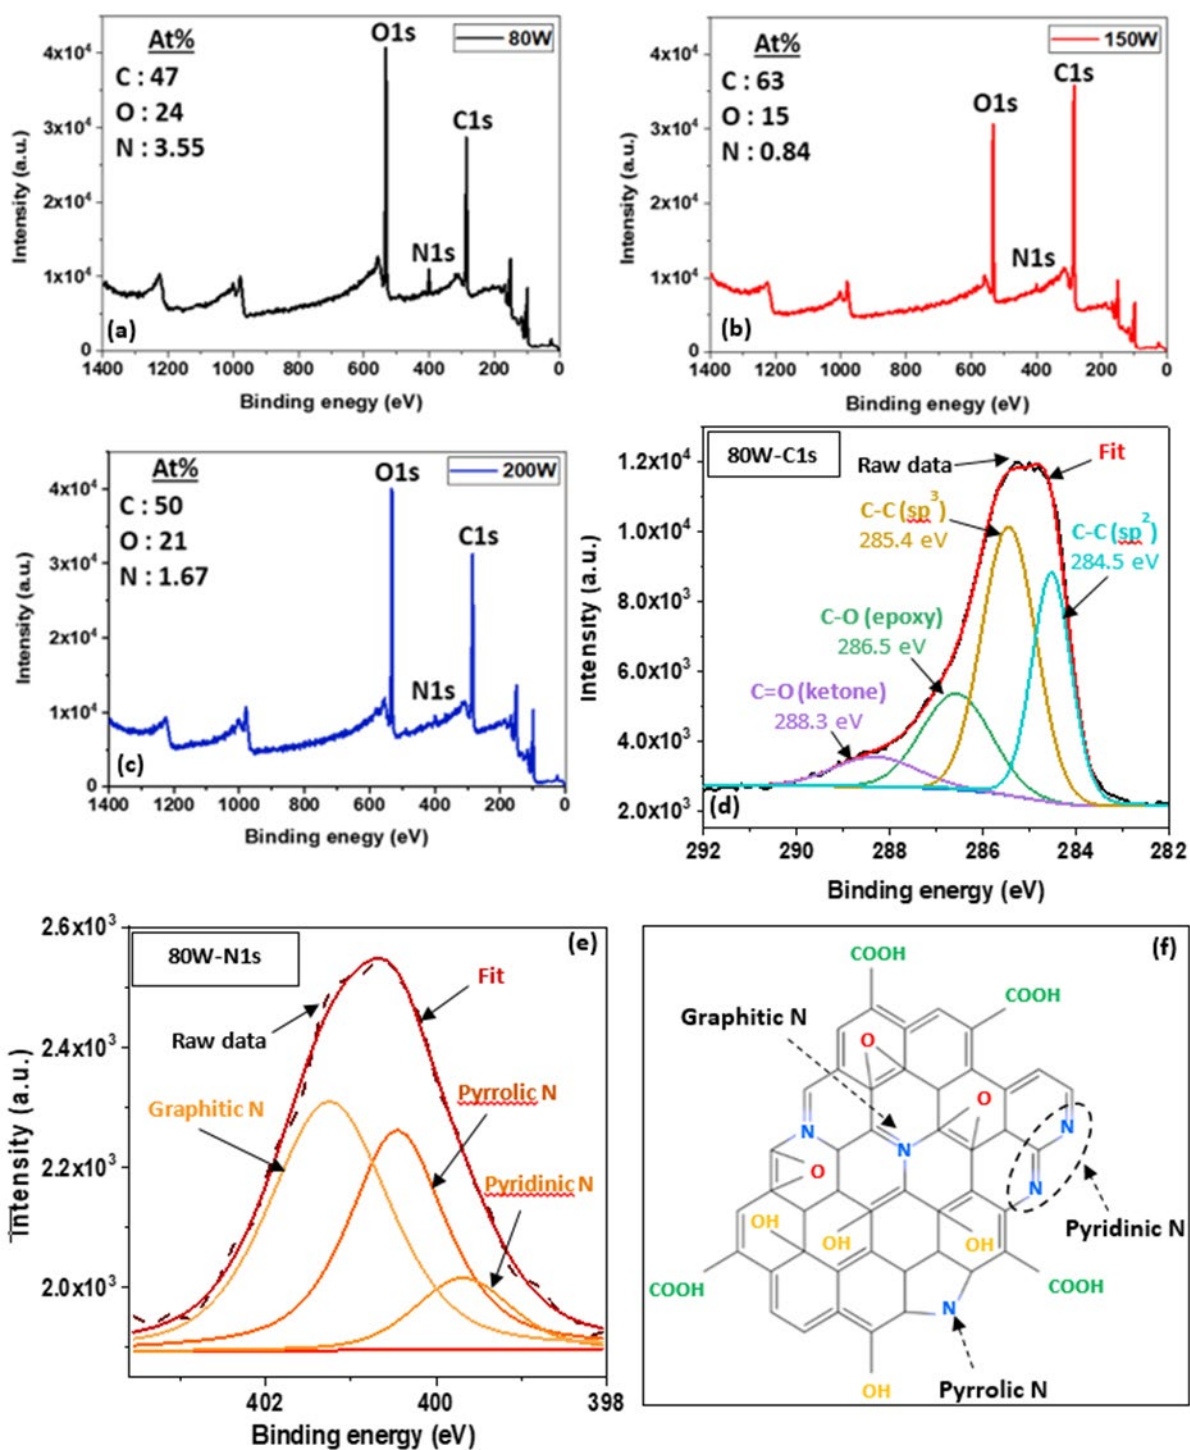 4x10⁴
3x10⁴
2x10⁴
1x10⁴
0
Intensity (a.u.)
At%
C : 47
O : 24
N : 3.55
O1s
80W
C1s
N1s
(a)
1400 1200 1000 800 600 400 200 0
Binding enegy (eV)
4x10⁴
3x10⁴
2x10⁴
1x10⁴
0
Intensity (a.u.)
At%
C : 63
O : 15
N : 0.84
150W
C1s
O1s
N1s
(b)
1400 1200 1000 800 600 400 200 0
Binding enegy (eV)
4x10⁴
3x10⁴
2x10⁴
1x10⁴
0
Intensity (a.u.)
At%
C : 50
O : 21
N : 1.67
O1s
200W
C1s
N1s
(c)
1400 1200 1000 800 600 400 200 0
Binding energy (eV)
1.2x10⁴
1.0x10⁴
8.0x10³
6.0x10³
4.0x10³
2.0x10³
Intensity (a.u.)
80W-C1s
Raw data
Fit
C-C (sp³)
285.4 eV
C-C (sp²)
284.5 eV
C-O (epoxy)
286.5 eV
C=O (ketone)
288.3 eV
(d)
292 290 288 286 284 282
Binding energy (eV)
2.6x10³
2.4x10³
2.2x10³
2.0x10³
Intensity (a.u.)
80W-N1s
(e)
Fit
Raw data
Graphitic N
Pyrrolic N
Pyridinic N
402 400 398
Binding energy (eV)
(f)
COOH
COOH
Graphitic N
O
O
N
N
N
O
N
OH
OH
OH
Pyridinic N
COOH
COOH
N
OH
Pyrrolic N